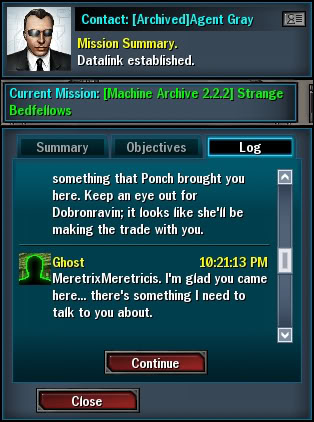 Contact: [Archived]Agent Gray
Mission Summary.
Datalink established.
Current Mission: [Machine Archive 2.2.2] Strange
Bedfellows
Summary
Objectives
Log
something that Ponch brought you
here. Keep an eye out for
Dobronravin; it looks like she'll be
making the trade with you.
Ghost 10:21:13 PM
MeretrixMeretricis. I'm glad you came
here... there's something I need to
talk to you about.
Continue
Close